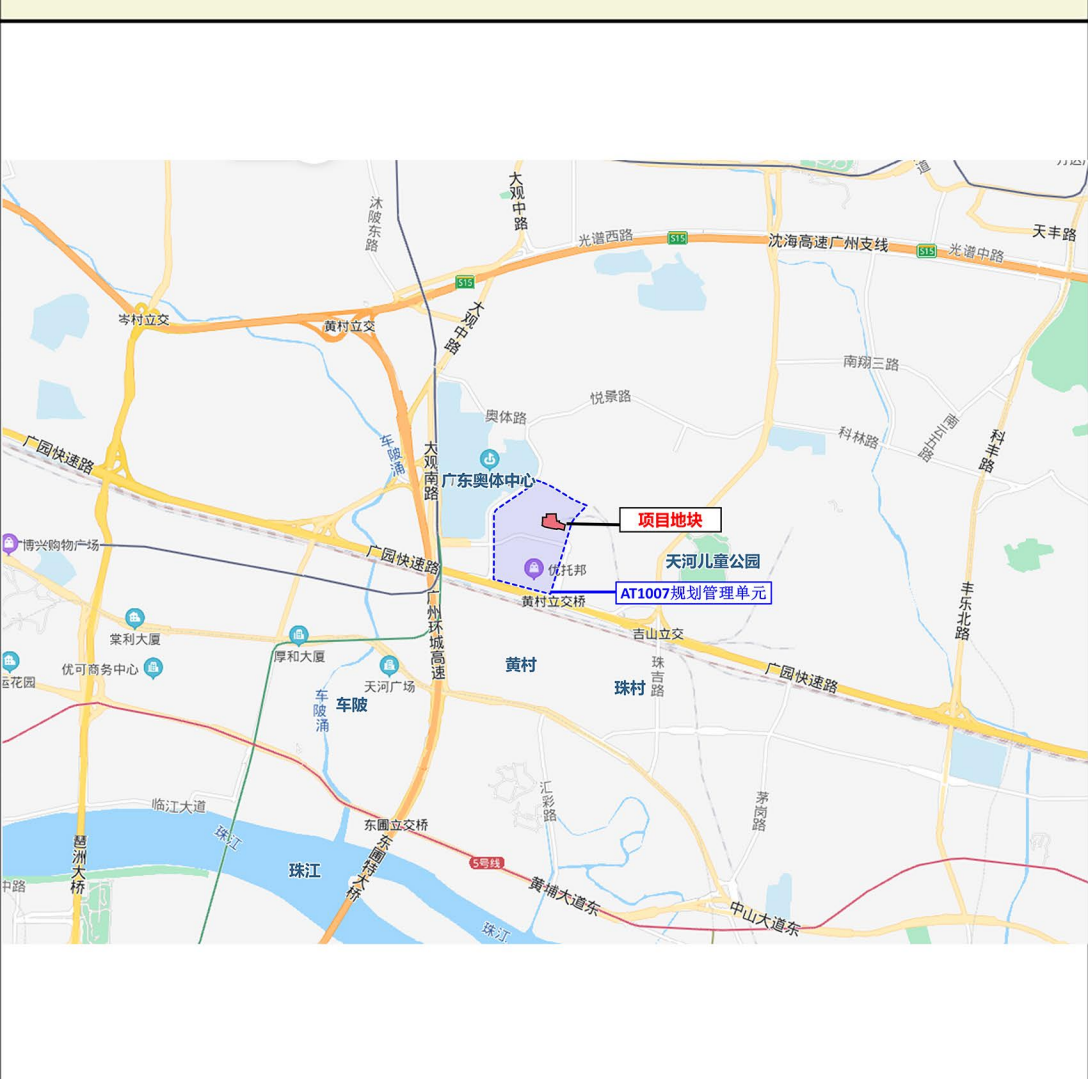 大观中路
道
沐陂东路
天丰路
光谱西路
S15
沈海高速广州支线
S15
光谱中路
S15
岑村立交
黄村立交
大观中路
南翔三路
悦景路
奥体路
南云五路
科林路
科丰路
车陂涌
大观南路
广园快速路
广东奥体中心
项目地块
博兴购物广场
广园快速路
天河儿童公园
优托邦
AT1007规划管理单元
黄村立交桥
丰乐北路
广州环城高速
棠利大厦
吉山立交
厚和大厦
优可商务中心
运花园
天河广场
黄村
珠吉路
广园快速路
珠村
车陂涌
车陂
汇彩路
茅岗路
临江大道
珠江
东圃立交桥
琶洲大桥
东圃特大桥
5号线
珠江
中路
黄埔大道东
中山大道东
珠江